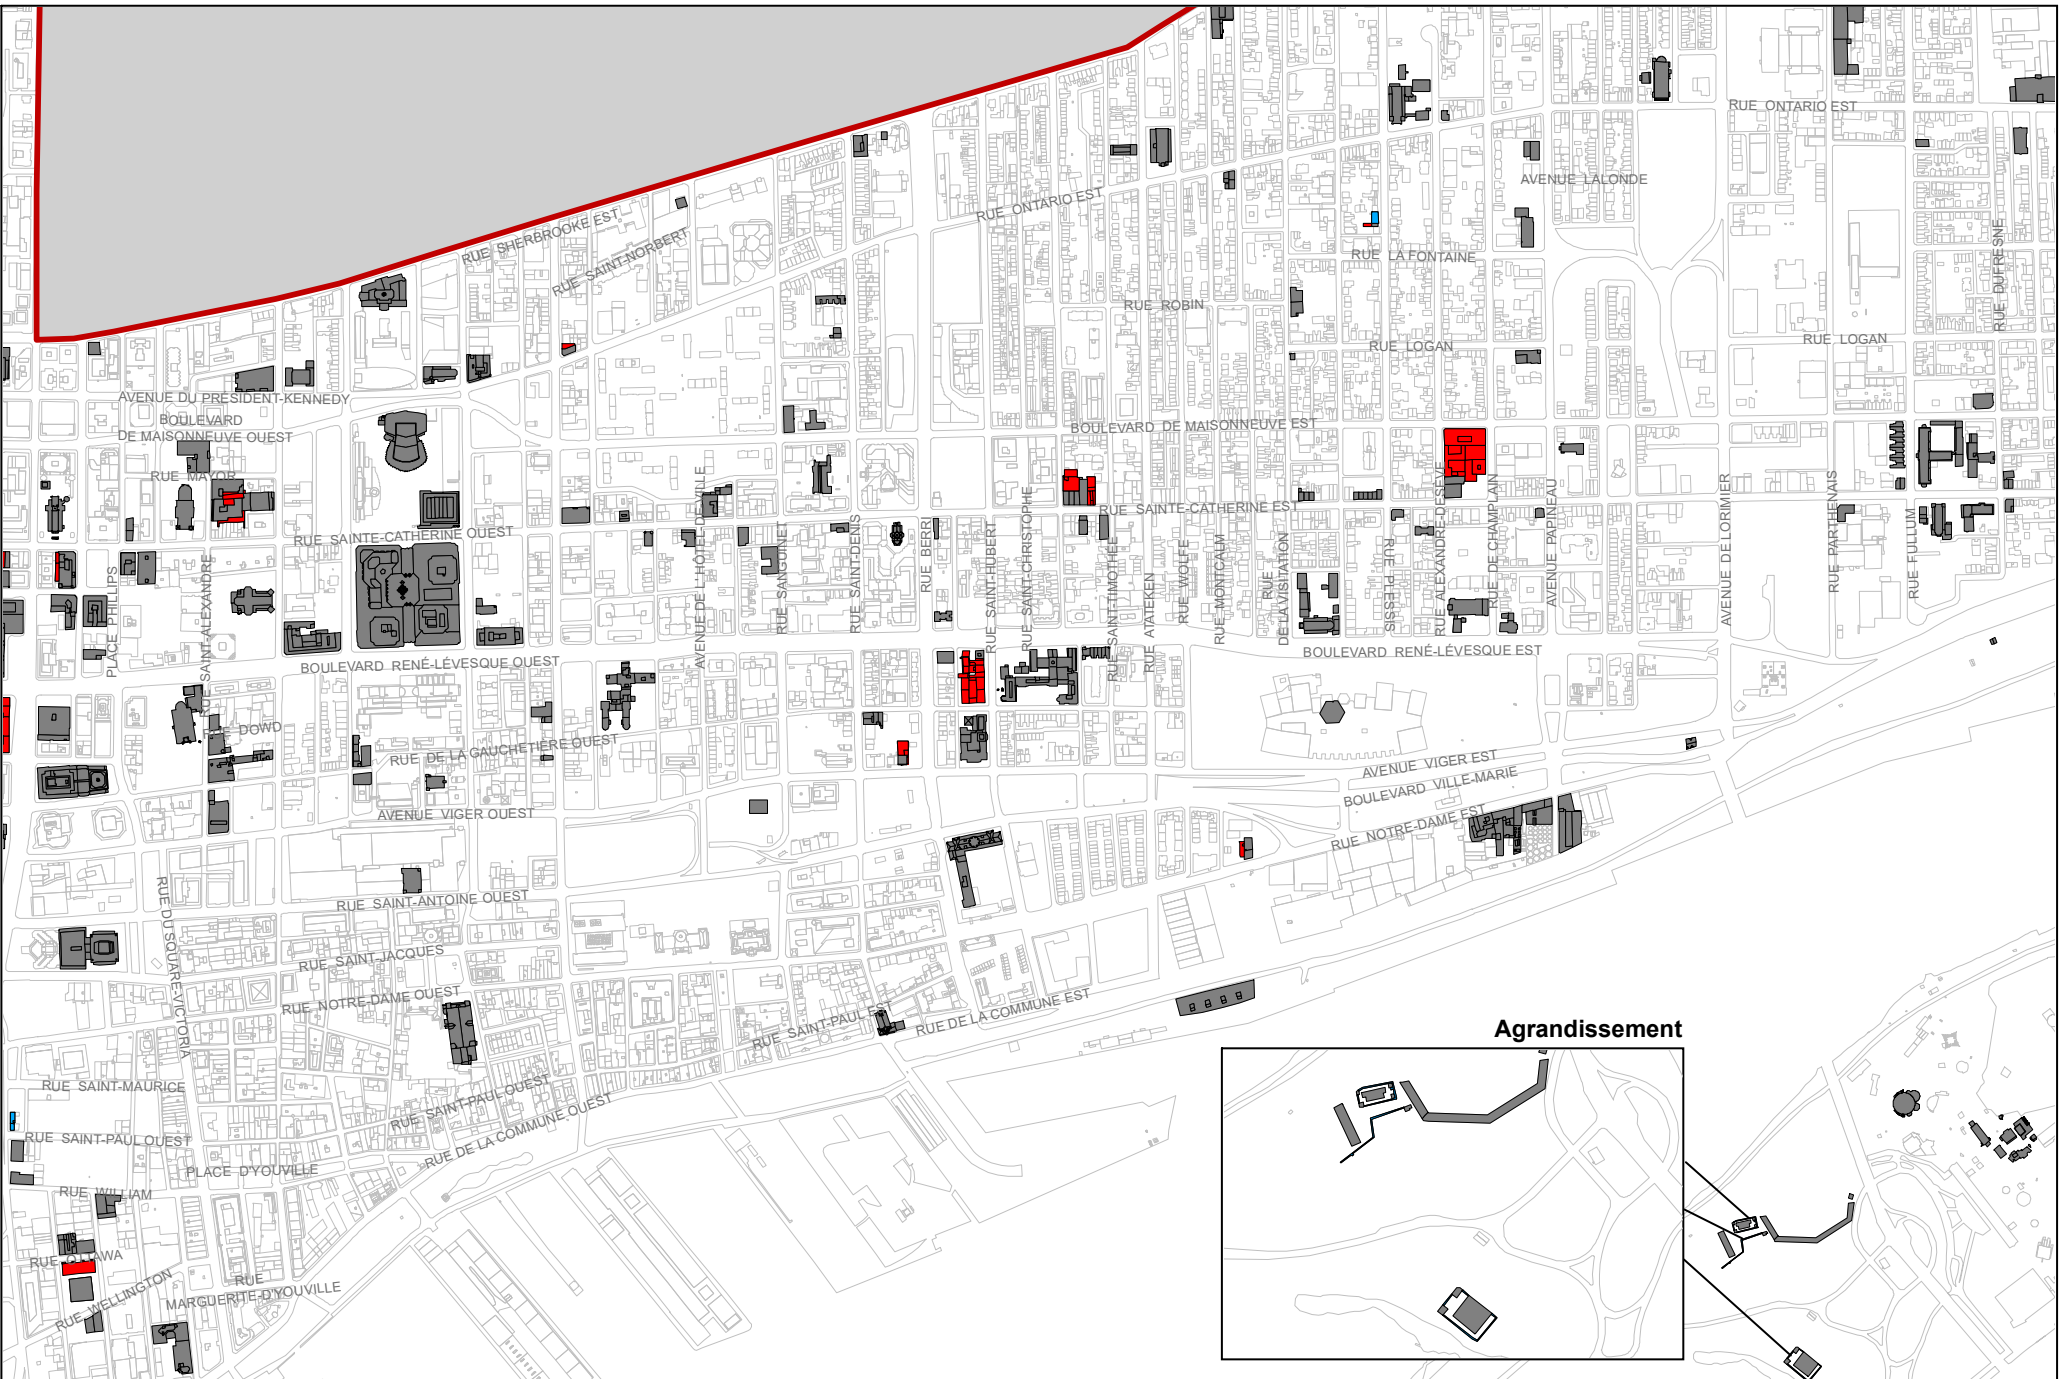 RUE ONTARIO EST
AVENUE LALONDE
RUE ONTARIO EST
RUE SHERBROOKE EST
RUE SAINT-NORBERT
RUE LA FONTAINE
RUE DUFRESNE
RUE ROBIN
RUE LOGAN
RUE LOGAN
AVENUE DU PRÉSIDENT-KENNEDY
BOULEVARD
DE MAISONNEUVE OUEST
BOULEVARD DE MAISONNEUVE EST
RUE MAYOR
RUE SAINTE-CATHERINE EST
RUE SAINTE-CATHERINE OUEST
PLACE PHILLIPS
RUE SAINT-ALEXANDRE
AVENUE DE L'HÔTEL-DE-VILLE
RUE SANGUINET
RUE SAINT-DENIS
RUE BERRI
RUE SAINT-HUBERT
RUE SAINT-CHRISTOPHE
RUE SAINT-TIMOTHÉE
RUE ATATEKEN
RUE WOLFE
RUE MONTCALM
RUE
DE LA VISITATION
RUE PLESSIS
RUE ALEXANDRE-DESÈVE
RUE DE CHAMPLAIN
AVENUE PAPINEAU
AVENUE DE LORIMIER
RUE PARTHENAIS
RUE FULLUM
BOULEVARD RENÉ-LÉVESQUE OUEST
BOULEVARD RENÉ-LÉVESQUE EST
RUE DOWD
RUE DE LA GAUCHETIÈRE OUEST
AVENUE VIGER EST
BOULEVARD VILLE-MARIE
AVENUE VIGER OUEST
RUE NOTRE-DAME EST
RUE DU SQUARE-VICTORIA
RUE SAINT-ANTOINE OUEST
RUE SAINT-JACQUES
RUE NOTRE-DAME OUEST
RUE SAINT-PAUL EST
RUE DE LA COMMUNE EST
Agrandissement
RUE SAINT-MAURICE
RUE SAINT-PAUL OUEST
RUE SAINT-PAUL OUEST
RUE DE LA COMMUNE OUEST
PLACE D'YOUVILLE
RUE WILLIAM
RUE OTTAWA
RUE WELLINGTON
RUE
MARGUERITE-D'YOUVILLE